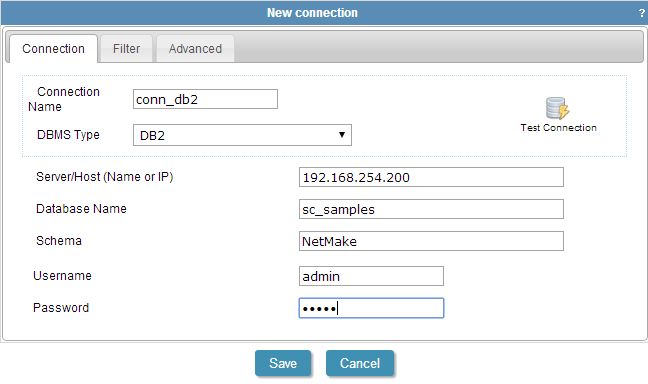 New connection ?
Connection Filter Advanced
Connection
Name conn_db2
DBMS Type DB2
Test Connection
Server/Host (Name or IP) 192.168.254.200
Database Name sc_samples
Schema NetMake
Username admin
Password •••••
Save Cancel